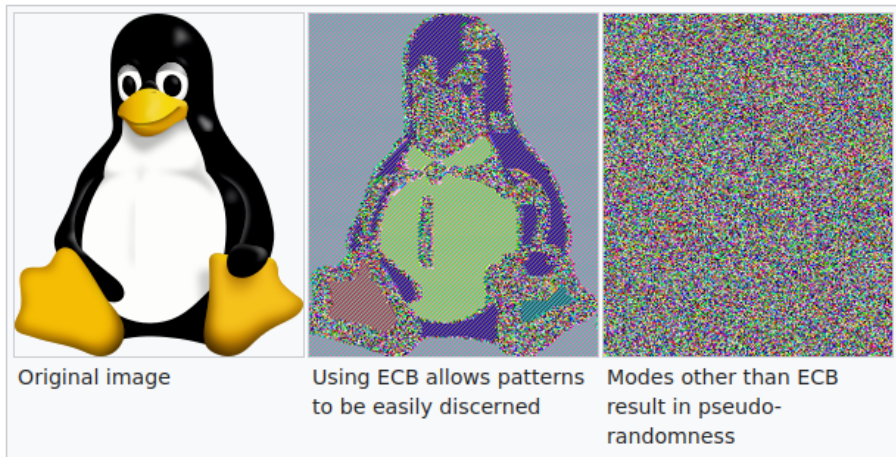 Original image
Using ECB allows patterns
to be easily discerned
Modes other than ECB
result in pseudo-
randomness